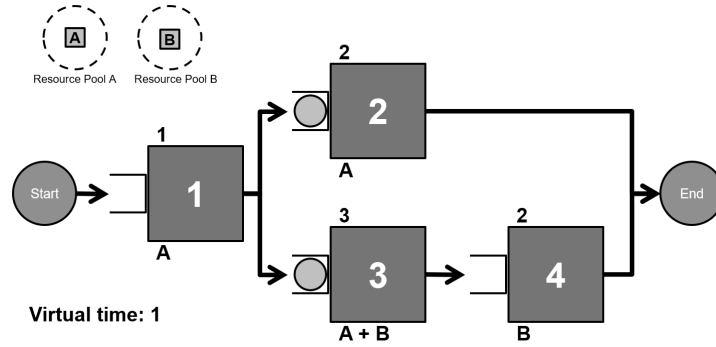 A
B
Resource Pool A
Resource Pool B
2
2
A
1
1
A
Start
End
3
3
A + B
2
4
B
Virtual time: 1